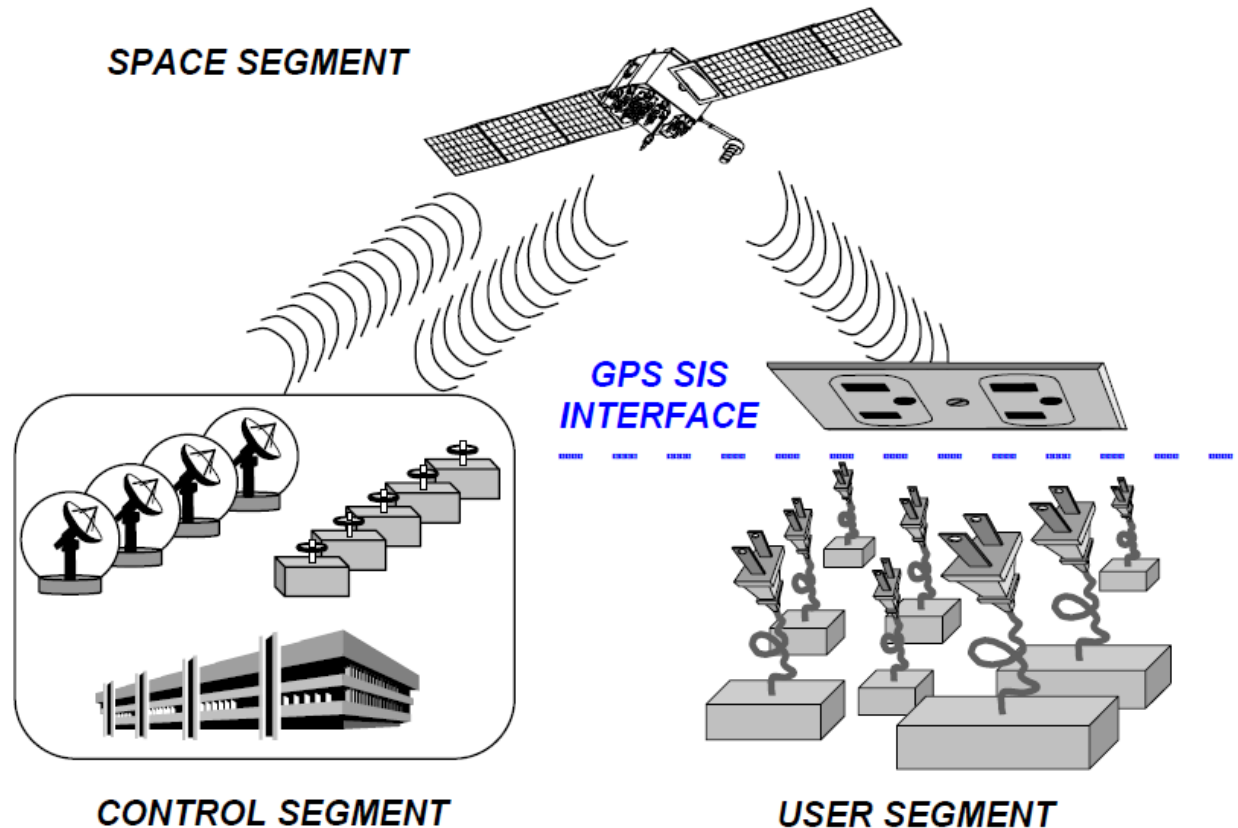 SPACE SEGMENT
GPS SIS
INTERFACE
CONTROL SEGMENT
USER SEGMENT